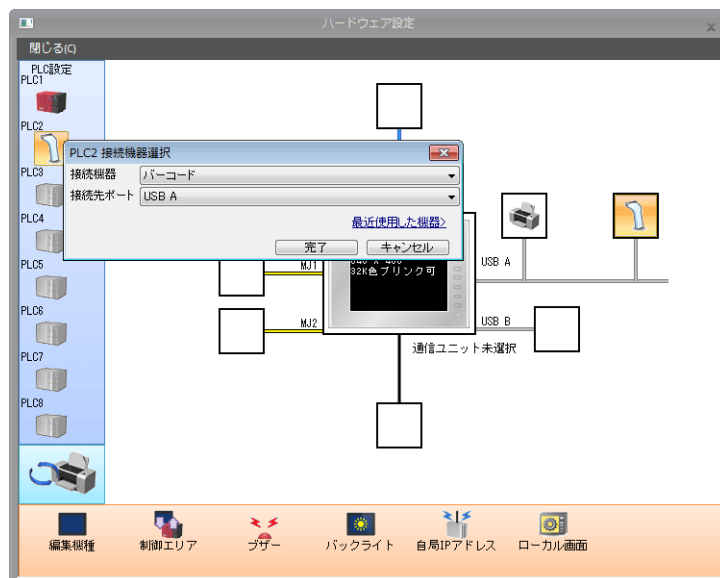 ハードウェア設定
閉じる(C)
PLC設定
PLC1
PLC2
PLC3
PLC4
PLC5
PLC6
PLC7
PLC8
PLC2 接続機器選択
接続機器
バーコード
接続先ポート
USB A
最近使用した機器>
完了
キャンセル
MJ1
32K色ブリンク可
USB A
MJ2
USB B
通信ユニット未選択
編集機種
制御エリア
ブザー
バックライト
自局IPアドレス
ローカル画面